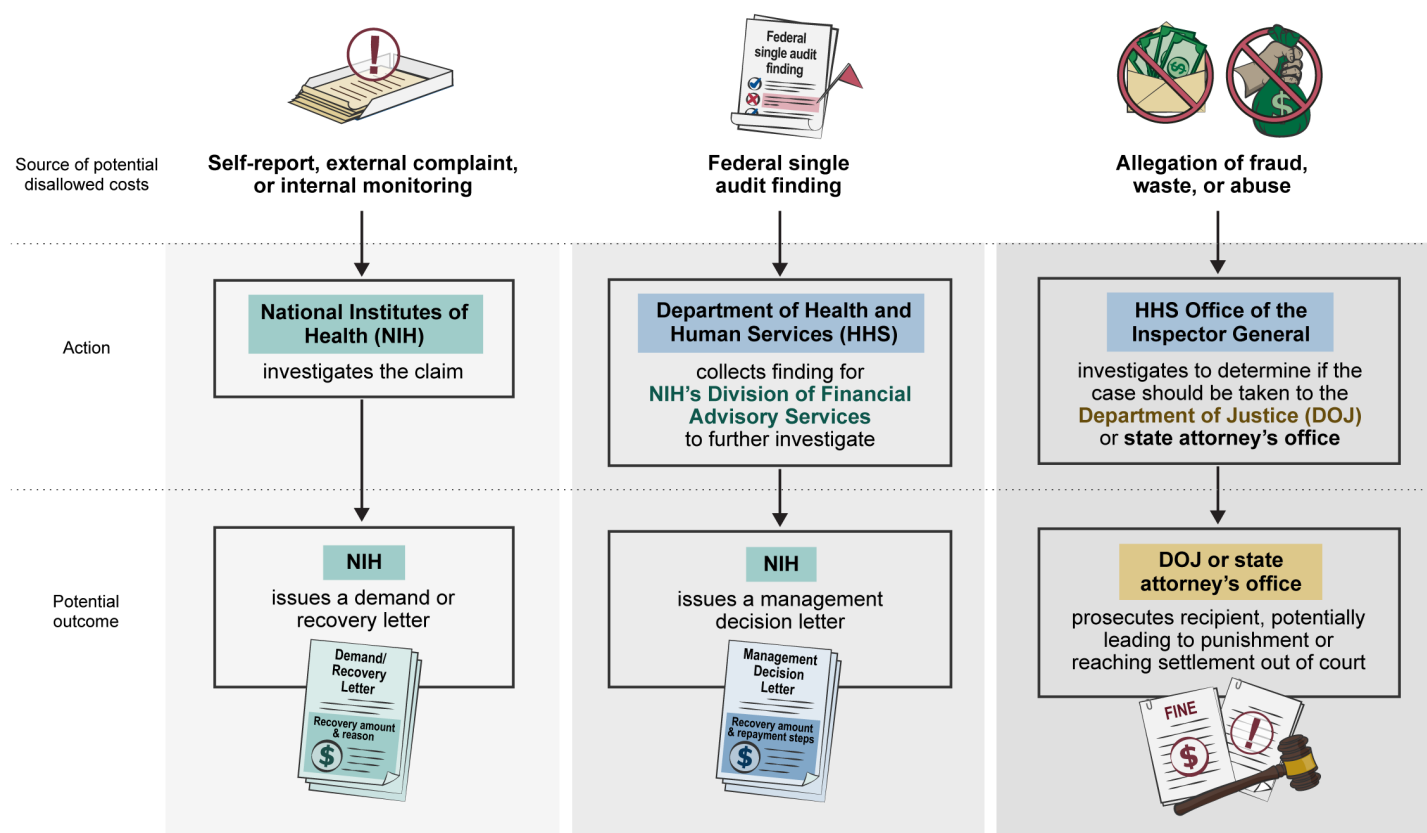 Federal
single audit
finding
Source of potential
disallowed costs
Self-report, external complaint,
or internal monitoring
Federal single
audit finding
Allegation of fraud,
waste, or abuse
$
$
Action
National Institutes of
Health (NIH)
investigates the claim
Department of Health and
Human Services (HHS)
collects finding for
NIH's Division of Financial
Advisory Services
to further investigate
HHS Office of the
Inspector General
investigates to determine if the
case should be taken to the
Department of Justice (DOJ)
or state attorney's office
Potential
outcome
NIH
issues a demand or
recovery letter
Demand/
Recovery
Letter
Recovery amount
& reason
$
NIH
issues a management
decision letter
Management
Decision
Letter
Recovery amount
& repayment steps
$
DOJ or state
attorney's office
prosecutes recipient, potentially
leading to punishment or
reaching settlement out of court
FINE
$
!